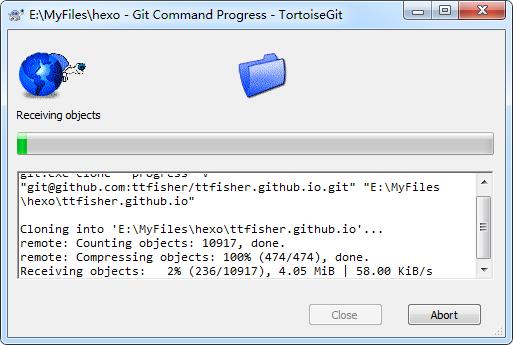 E:\MyFiles\hexo - Git Command Progress - TortoiseGit
Receiving objects
git.exe clone --progress -v
"git@github.com:ttfisher/ttfisher.github.io.git" "E:\MyFiles
\hexo\ttfisher.github.io"
Cloning into 'E:\MyFiles\hexo\ttfisher.github.io'...
remote: Counting objects: 10917, done.
remote: Compressing objects: 100% (474/474), done.
Receiving objects:   2% (236/10917), 4.05 MiB | 58.00 KiB/s
Close
Abort